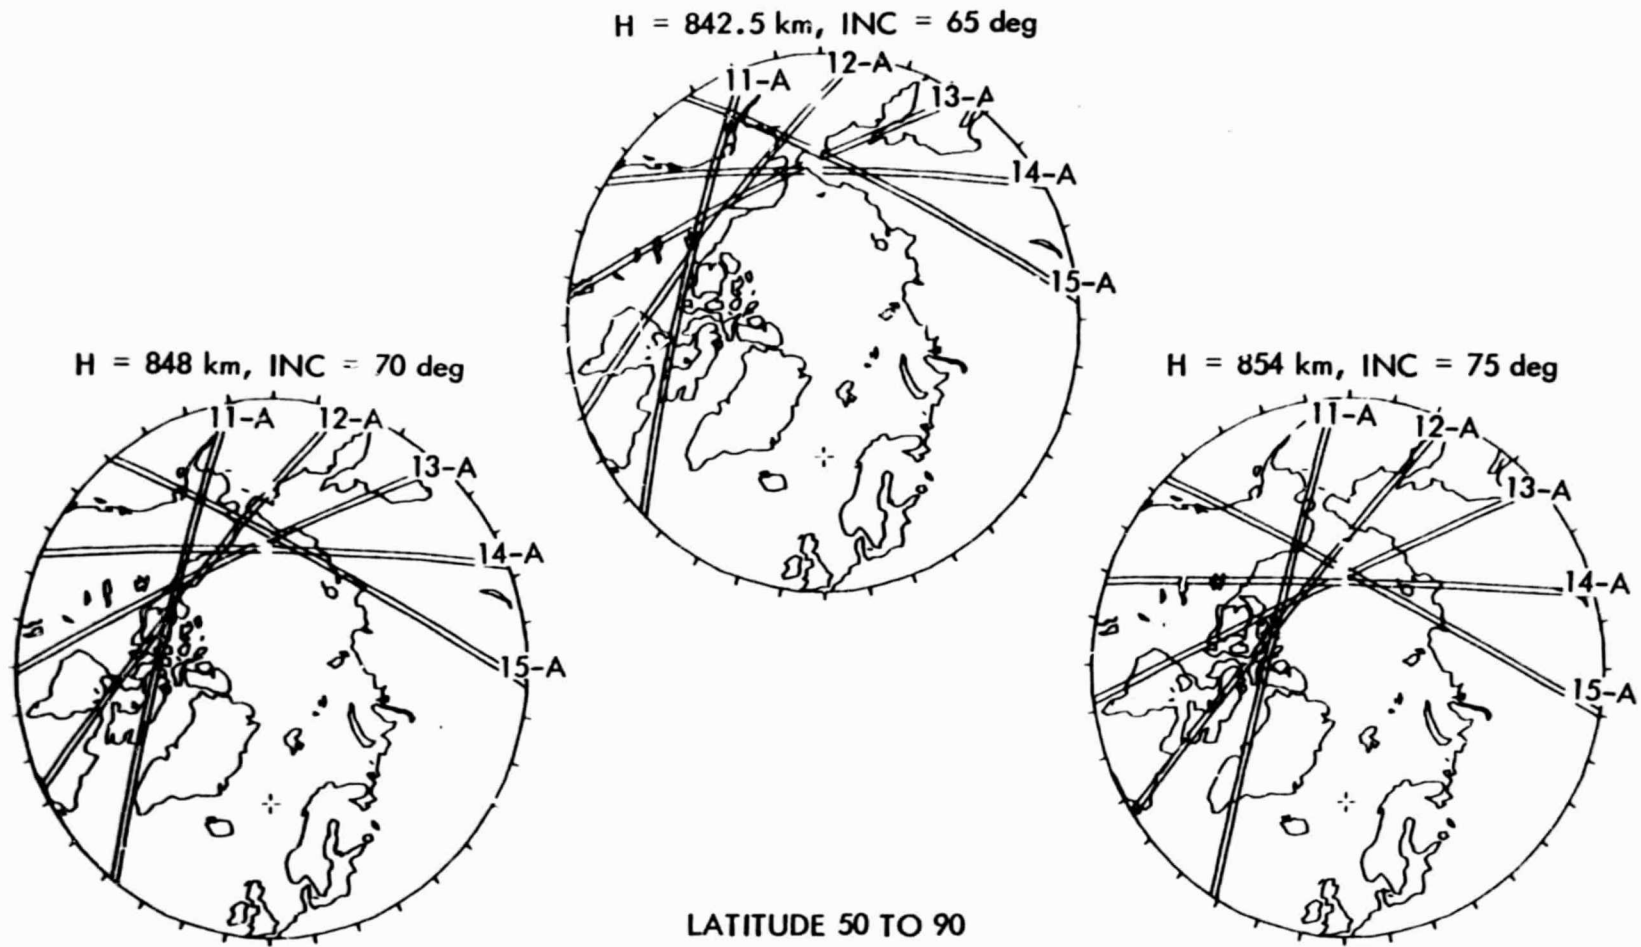 H = 842.5 km, INC = 65 deg
11-A
12-A
13-A
14-A
15-A
H = 848 km, INC = 70 deg
11-A
12-A
13-A
14-A
15-A
H = 854 km, INC = 75 deg
11-A
12-A
13-A
14-A
15-A
LATITUDE 50 TO 90